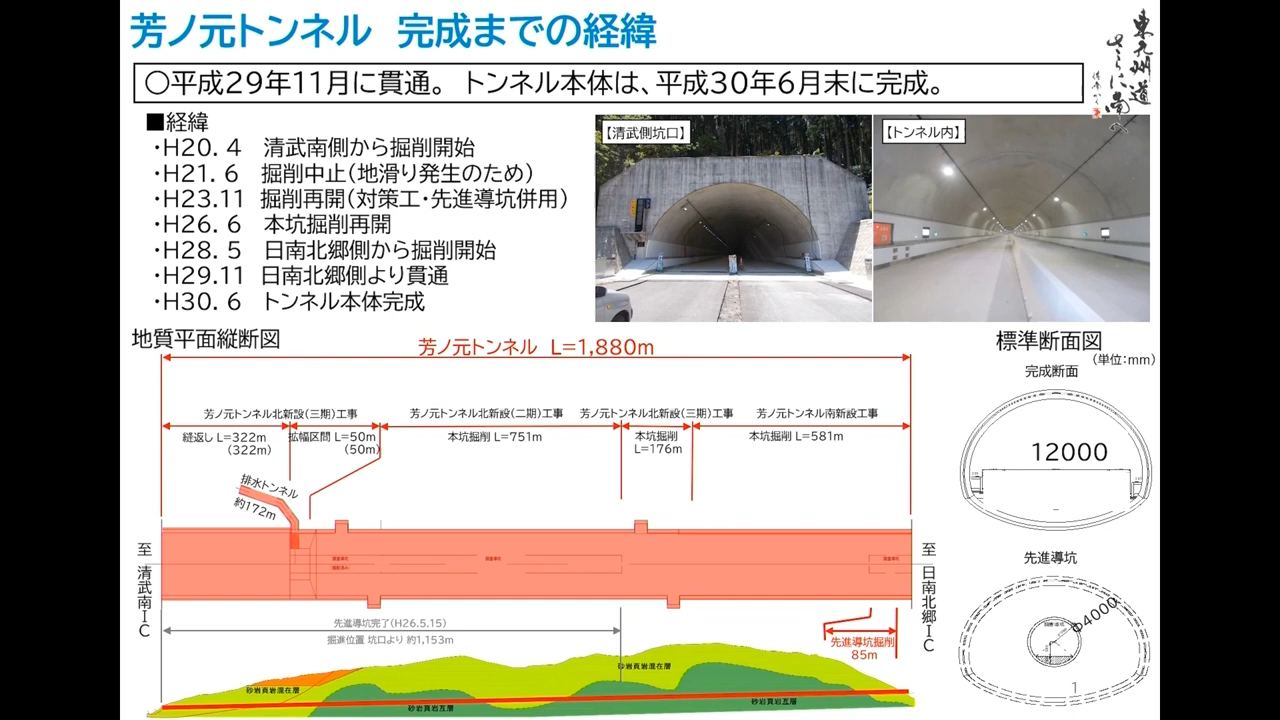 芳ノ元トンネル 完成までの経緯
東九州道
さらに南へ
○平成29年11月に貫通。 トンネル本体は、平成30年6月末に完成。
■経緯
・H20. 4 清武南側から掘削開始
・H21. 6 掘削中止(地滑り発生のため)
・H23.11 掘削再開(対策工・先進導坑併用)
・H26. 6 本坑掘削再開
・H28. 5 日南北郷側から掘削開始
・H29.11 日南北郷側より貫通
・H30. 6 トンネル本体完成
【清武側坑口】
【トンネル内】
地質平面縦断図
芳ノ元トンネル L=1,880m
芳ノ元トンネル北新設(三期)工事
芳ノ元トンネル北新設(二期)工事
芳ノ元トンネル北新設(三期)工事
芳ノ元トンネル南新設工事
縫返し L=322m
(322m)
拡幅区間 L=50m
(50m)
本坑掘削 L=751m
本坑掘削
L=176m
本坑掘削 L=581m
排水トンネル
約172m
至 清武南IC
至 日南北郷IC
先進導坑完了(H26.5.15)
掘進位置 坑口より 約1,153m
先進導坑掘削
85m
砂岩頁岩混在層
砂岩頁岩混在層
砂岩頁岩互層
砂岩頁岩互層
標準断面図
(単位:mm)
完成断面
12000
先進導坑
φ4000
1